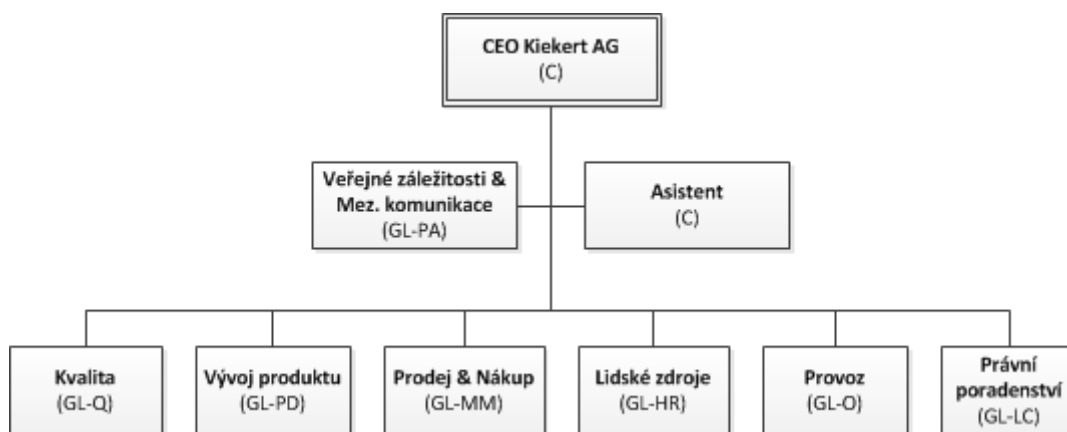 CEO Kiekert AG
(C)
Veřejné záležitosti &
Mez. komunikace
(GL-PA)
Asistent
(C)
Kvalita
(GL-Q)
Vývoj produktu
(GL-PD)
Prodej & Nákup
(GL-MM)
Lidské zdroje
(GL-HR)
Provoz
(GL-O)
Právní
poradenství
(GL-LC)